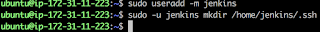 ubuntu@ip-172-31-11-223:~$ sudo useradd -m jenkins
ubuntu@ip-172-31-11-223:~$ sudo -u jenkins mkdir /home/jenkins/.ssh
ubuntu@ip-172-31-11-223:~$